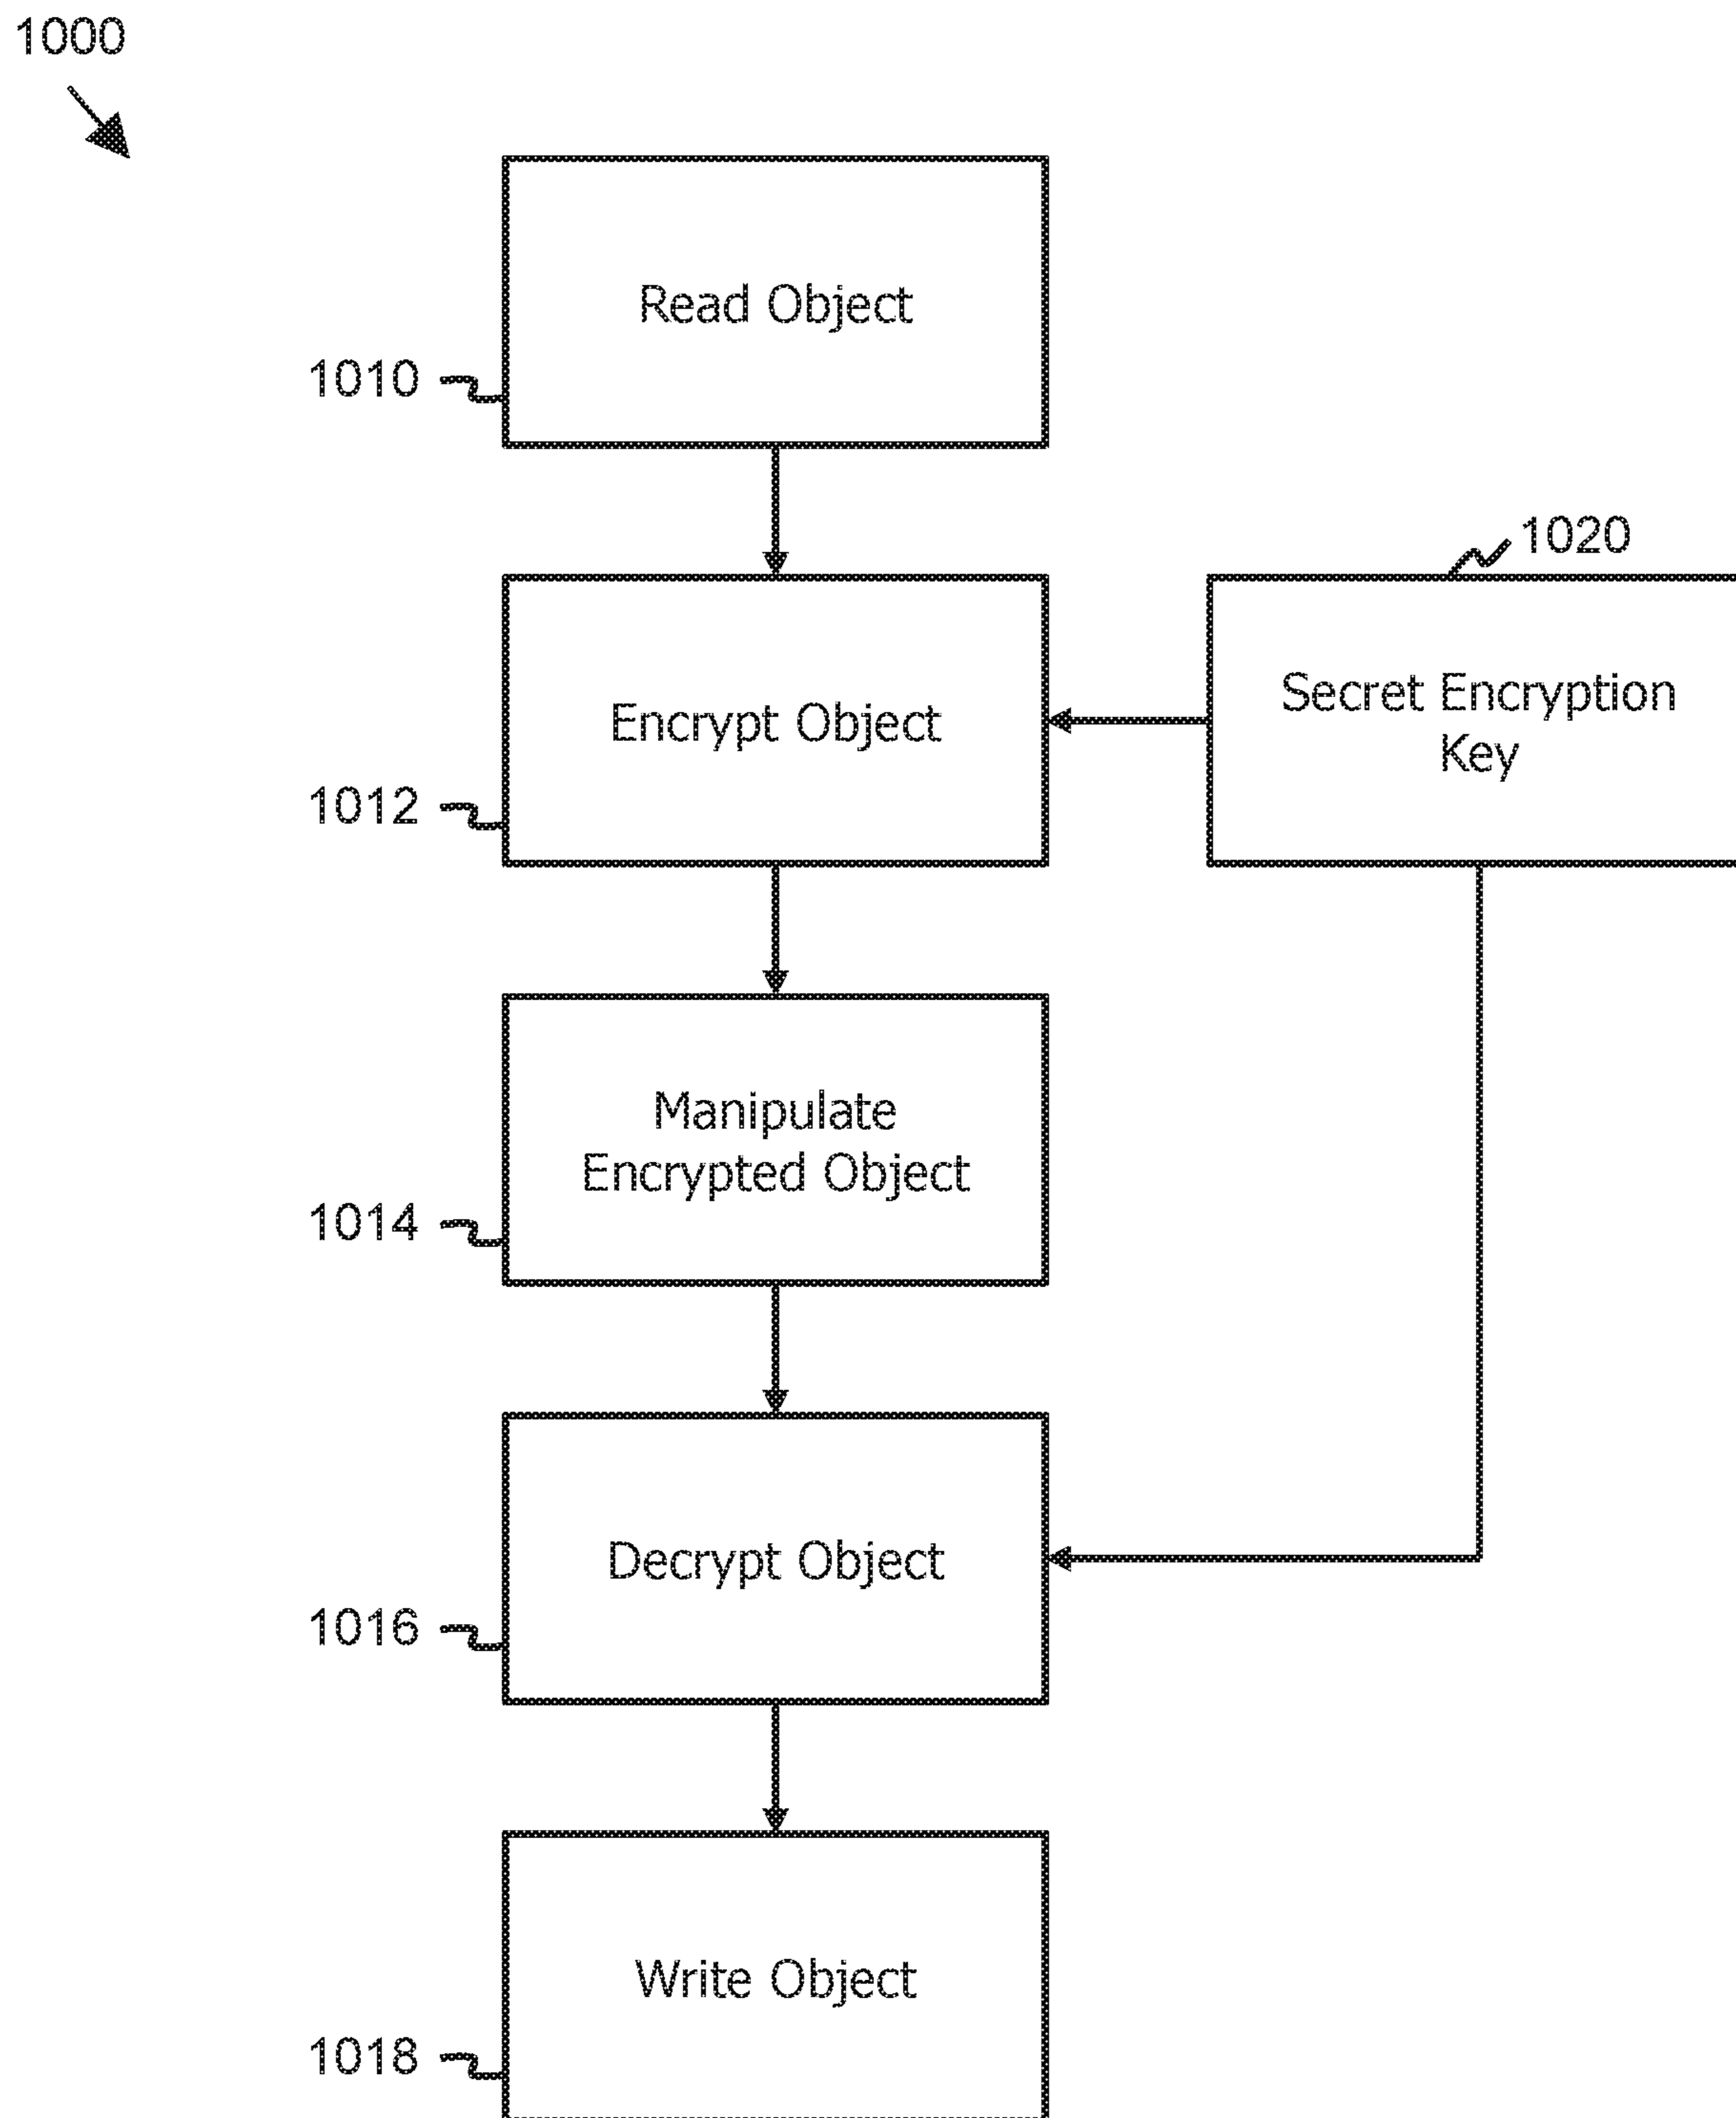 1000
Read Object
1010
1020
Encrypt Object
Secret Encryption
Key
1012
Manipulate
Encrypted Object
1014
Decrypt Object
1016
Write Object
1018